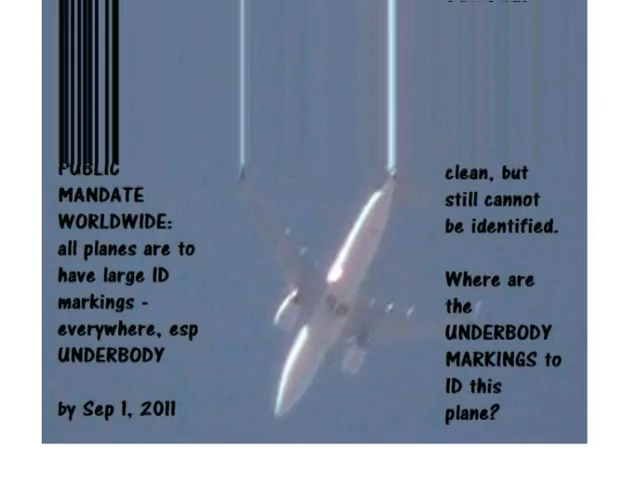 PUBLIC
MANDATE
WORLDWIDE:
all planes are to
have large ID
markings -
everywhere, esp
UNDERBODY
by Sep 1, 2011
clean, but
still cannot
be identified.
Where are
the
UNDERBODY
MARKINGS to
ID this
plane?